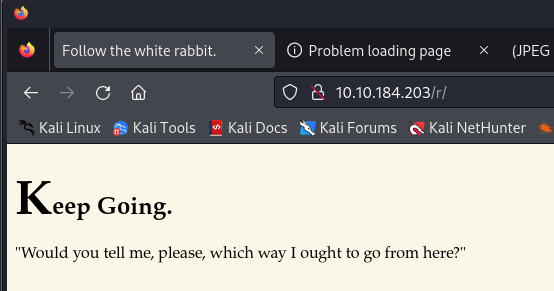 Follow the white rabbit.
Problem loading page
(JPEG
10.10.184.203/r/
Kali Linux
Kali Tools
Kali Docs
Kali Forums
Kali NetHunter
Keep Going.
"Would you tell me, please, which way I ought to go from here?"